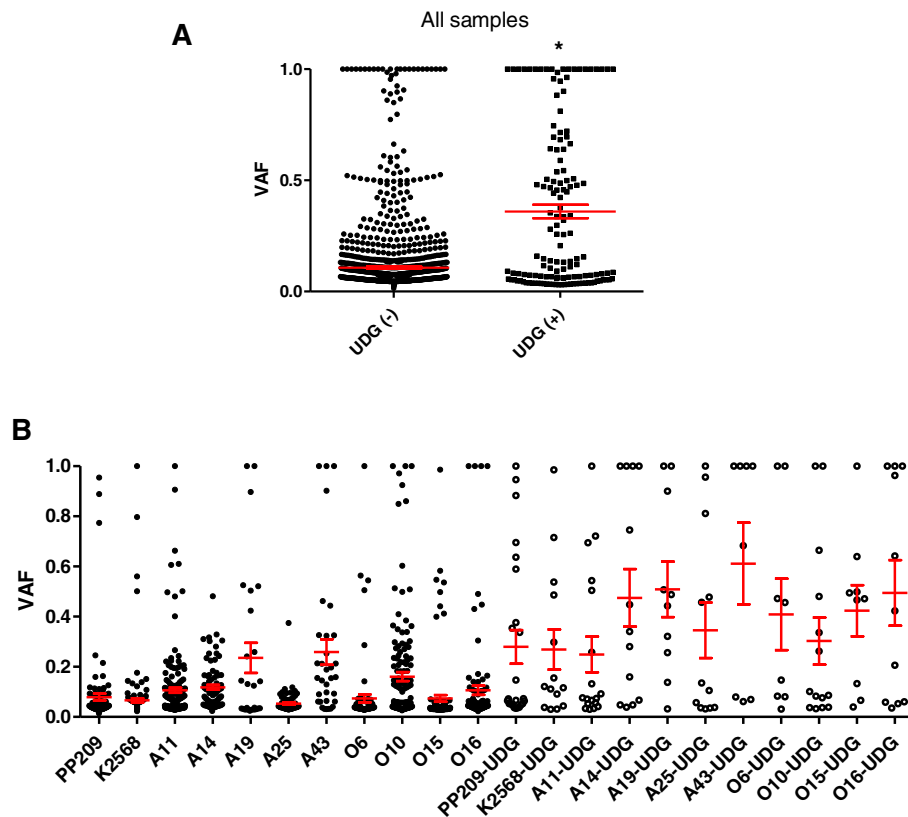 A
All samples
*
1.0
0.5
0.0
VAF
UDG (-)
UDG (+)
B
1.0
0.8
0.6
0.4
0.2
0.0
VAF
PP209
K2568
A11
A14
A19
A25
A43
O6
O10
O15
O16
PP209-UDG
K2568-UDG
A11-UDG
A14-UDG
A19-UDG
A25-UDG
A43-UDG
O6-UDG
O10-UDG
O15-UDG
O16-UDG